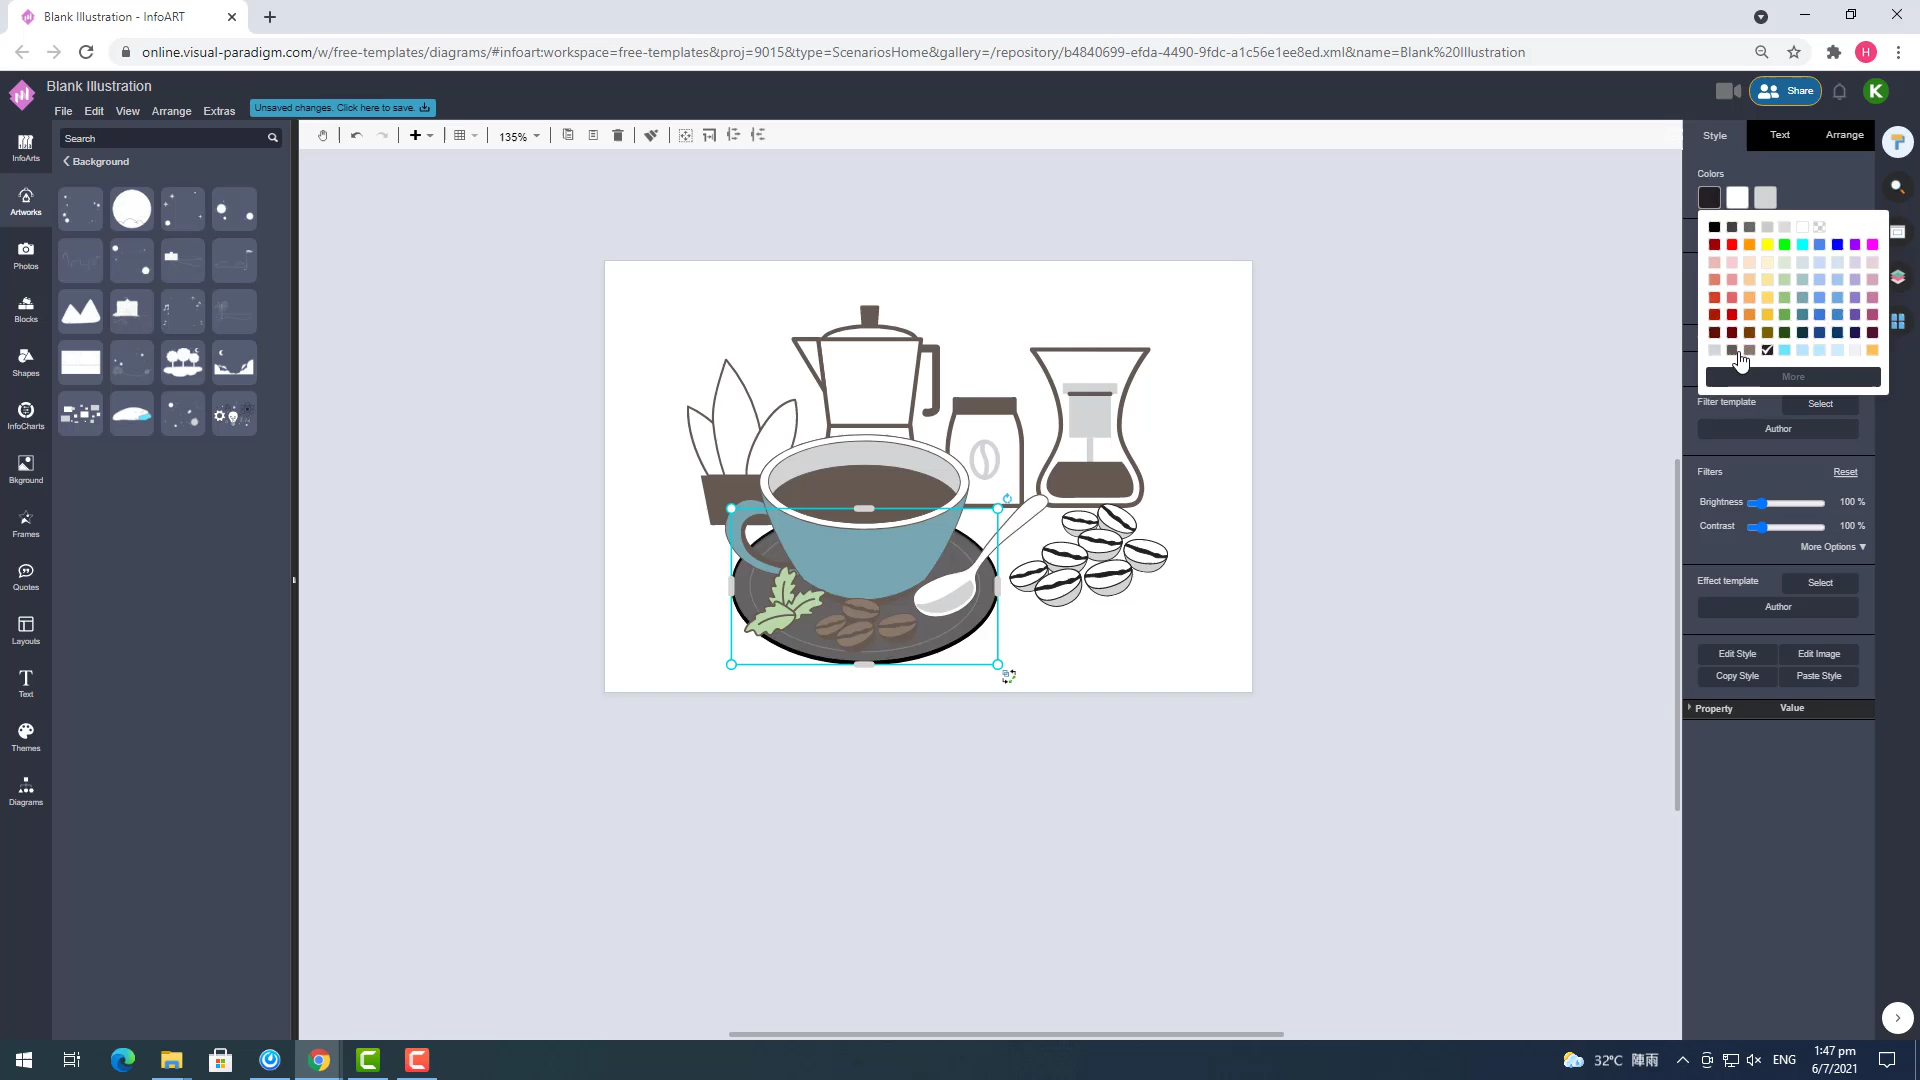 Blank Illustration - InfoART
online.visual-paradigm.com/w/free-templates/diagrams/#infoart:workspace=free-templates&proj=9015&type=ScenariosHome&gallery=/repository/b4840699-efda-4490-9fdc-a1c56e1ee8ed.xml&name=Blank%20Illustration
H
Blank Illustration
File Edit View Arrange Extras
Unsaved changes. Click here to save.
Share
K
Search
Background
InfoArts
Artworks
Photos
Blocks
Shapes
InfoCharts
Bkground
Frames
Quotes
Layouts
Text
Themes
Diagrams
135%
Style Text Arrange
Colors
More
Filter template Select
Author
Filters Reset
Brightness 100 %
Contrast 100 %
More Options
Effect template Select
Author
Edit Style Edit Image
Copy Style Paste Style
Property Value
32°C 陣雨
ENG
1:47 pm
6/7/2021